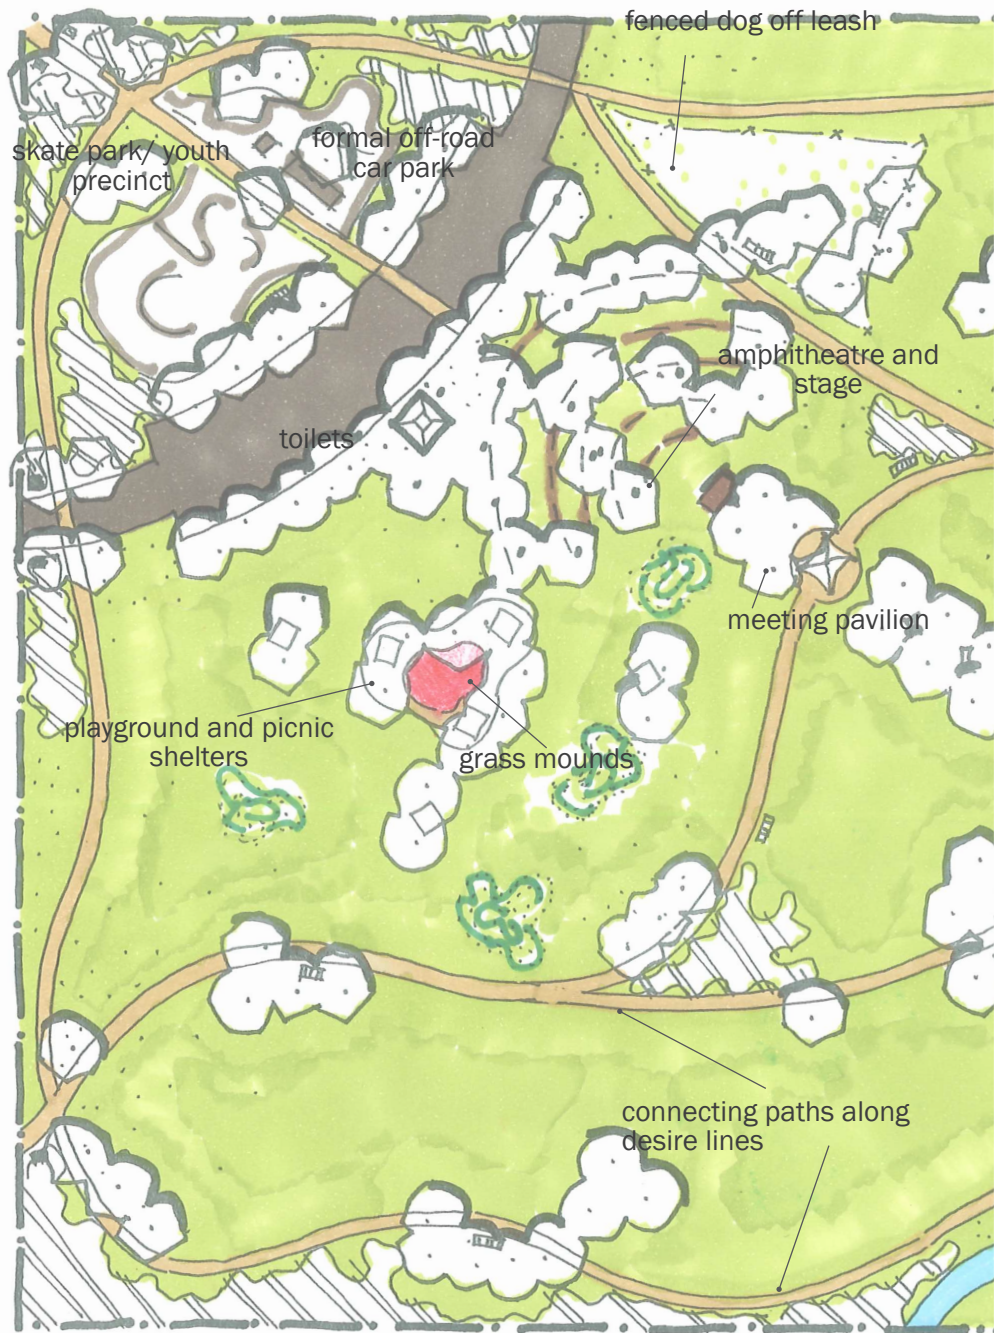 fenced dog off leash
skate park/ youth
precinct
formal off-road
car park
amphitheatre and
stage
toilets
meeting pavilion
playground and picnic
shelters
grass mounds
connecting paths along
desire lines